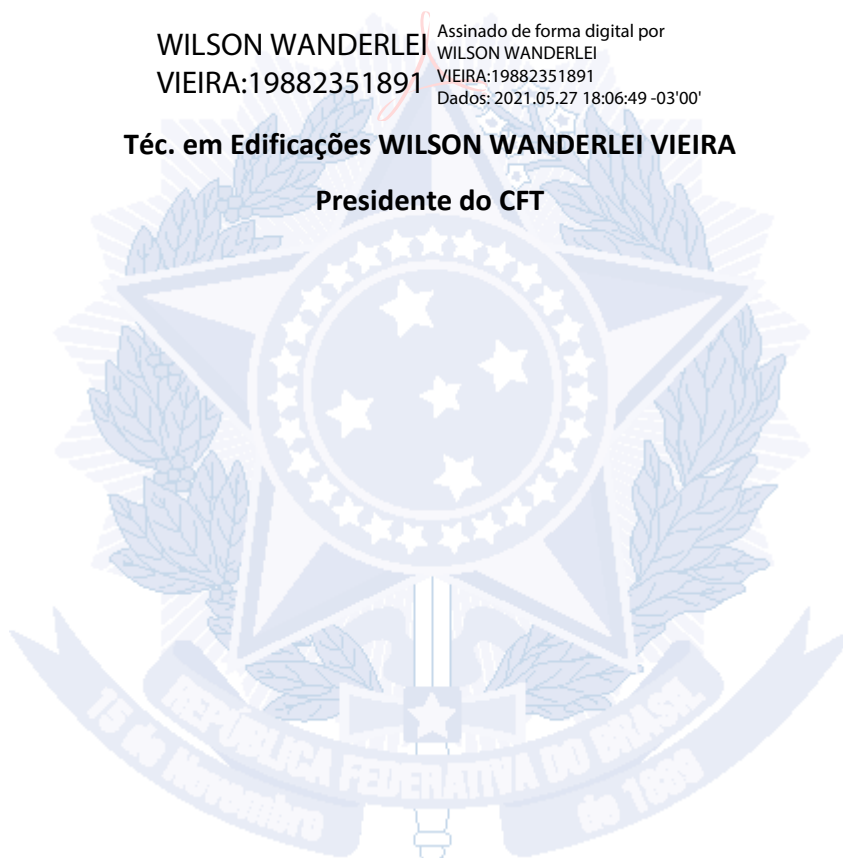 WILSON WANDERLEI
VIEIRA:19882351891
Assinado de forma digital por
WILSON WANDERLEI
VIEIRA:19882351891
Dados: 2021.05.27 18:06:49 -03'00'
Téc. em Edificações WILSON WANDERLEI VIEIRA
Presidente do CFT
REPÚBLICA FEDERATIVA DO BRASIL
15 de Novembro de 1889